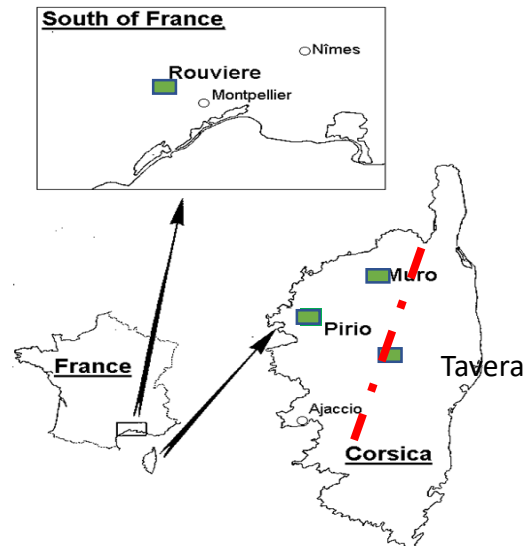 South of France
Nîmes
Rouviere
Montpellier
Muro
Pirio
France
Tavera
Ajaccio
Corsica